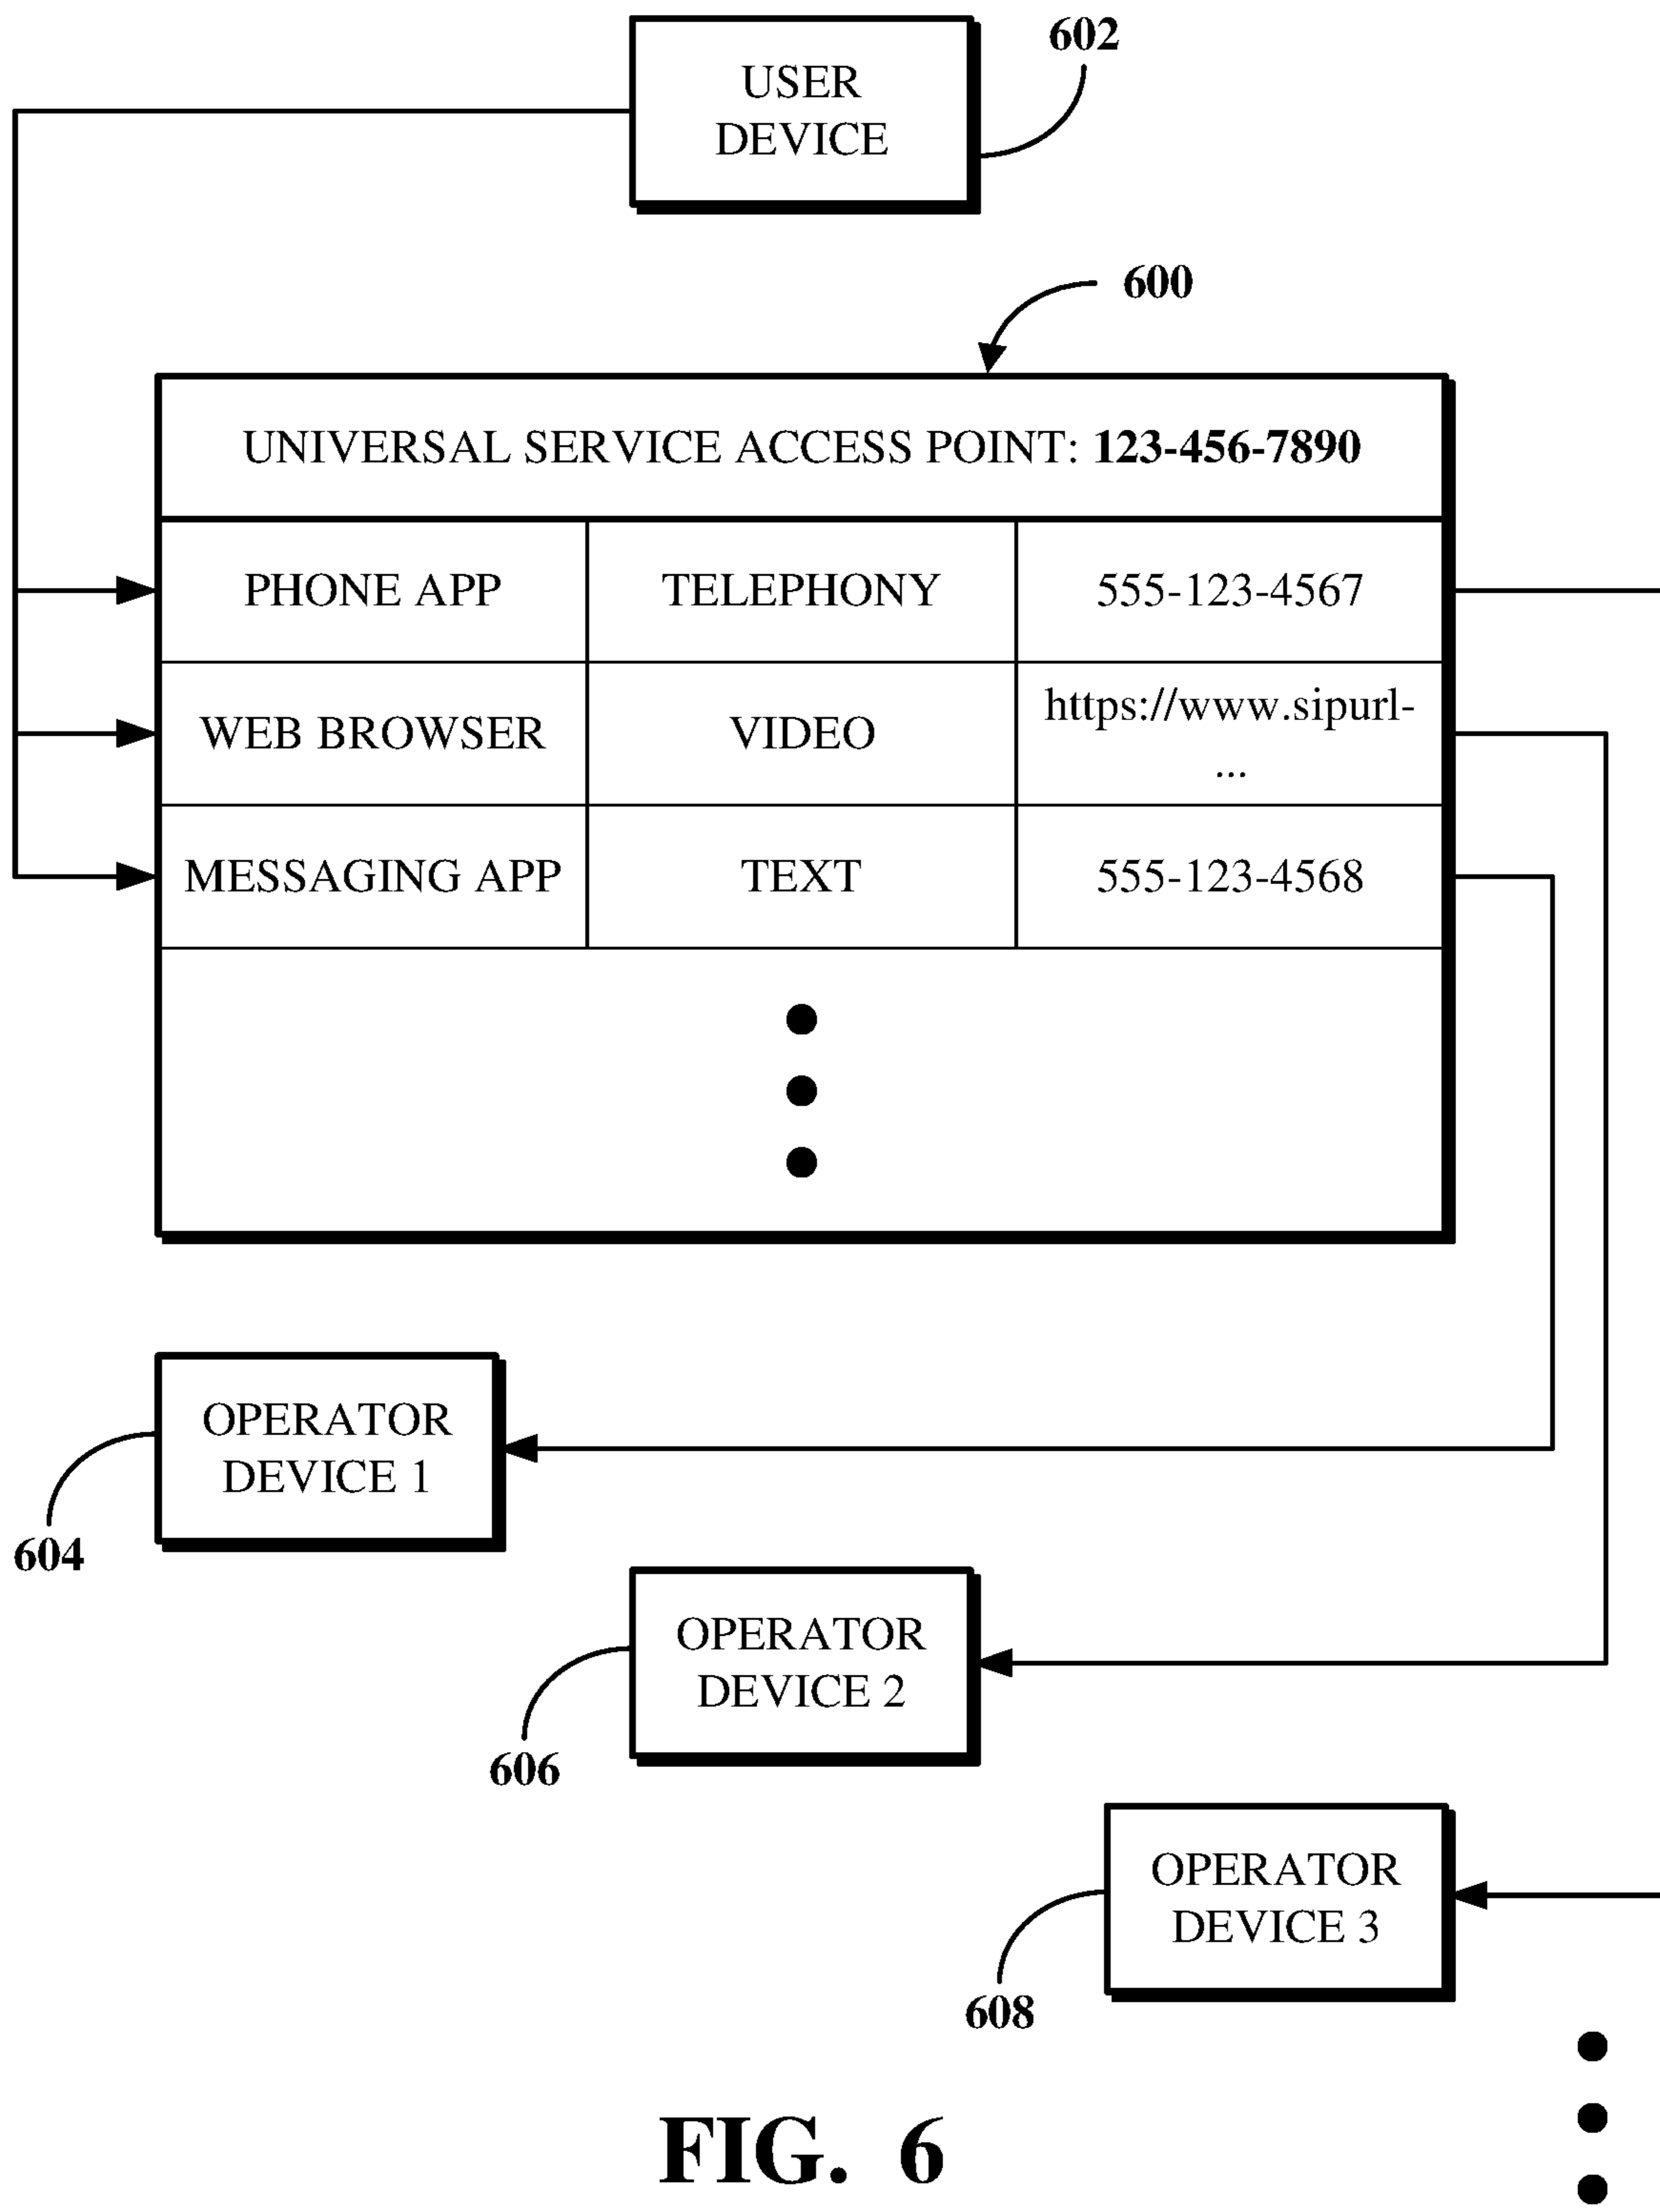 USER
DEVICE
602
600
UNIVERSAL SERVICE ACCESS POINT: 123-456-7890
PHONE APP
TELEPHONY
555-123-4567
WEB BROWSER
VIDEO
https://www.sipurl-
...
MESSAGING APP
TEXT
555-123-4568
OPERATOR
DEVICE 1
604
OPERATOR
DEVICE 2
606
OPERATOR
DEVICE 3
608
FIG. 6